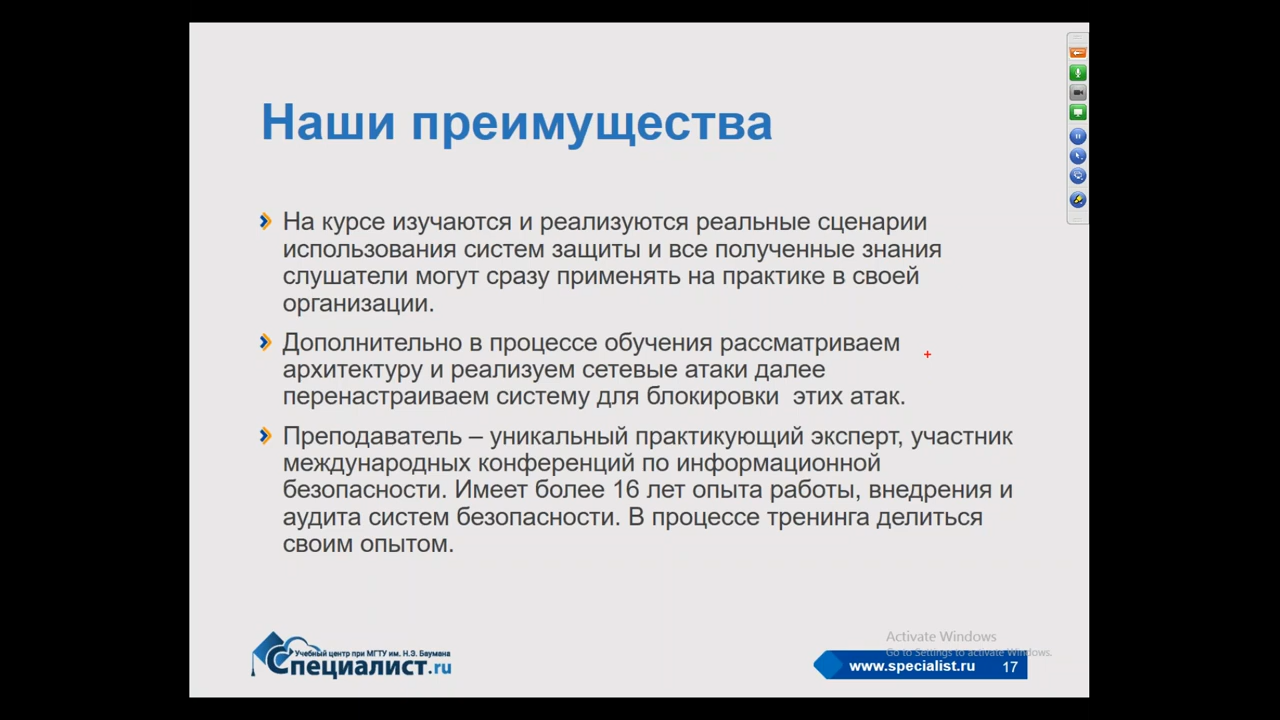 Наши преимущества
На курсе изучаются и реализуются реальные сценарии
использования систем защиты и все полученные знания
слушатели могут сразу применять на практике в своей
организации.
Дополнительно в процессе обучения рассматриваем
архитектуру и реализуем сетевые атаки далее
перенастраиваем систему для блокировки этих атак.
Преподаватель – уникальный практикующий эксперт, участник
международных конференций по информационной
безопасности. Имеет более 16 лет опыта работы, внедрения и
аудита систем безопасности. В процессе тренинга делиться
своим опытом.
Учебный центр при МГТУ им. Н.Э. Баумана
Специалист.ru
Activate Windows
Go to Settings to activate Windows.
www.specialist.ru 17